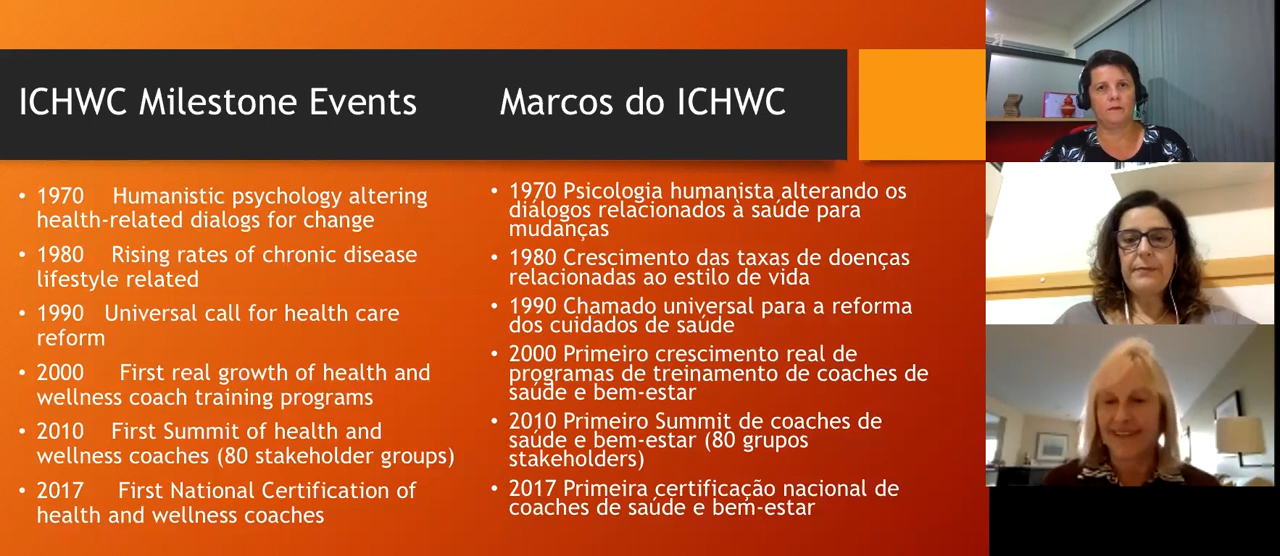 ICHWC Milestone Events
Marcos do ICHWC
• 1970 Humanistic psychology altering
health-related dialogs for change
• 1980 Rising rates of chronic disease
lifestyle related
• 1990 Universal call for health care
reform
• 2000 First real growth of health and
wellness coach training programs
• 2010 First Summit of health and
wellness coaches (80 stakeholder groups)
• 2017 First National Certification of
health and wellness coaches
• 1970 Psicologia humanista alterando os
diálogos relacionados à saúde para
mudanças
• 1980 Crescimento das taxas de doenças
relacionadas ao estilo de vida
• 1990 Chamado universal para a reforma
dos cuidados de saúde
• 2000 Primeiro crescimento real de
programas de treinamento de coaches de
saúde e bem-estar
• 2010 Primeiro Summit de coaches de
saúde e bem-estar (80 grupos
stakeholders)
• 2017 Primeira certificação nacional de
coaches de saúde e bem-estar